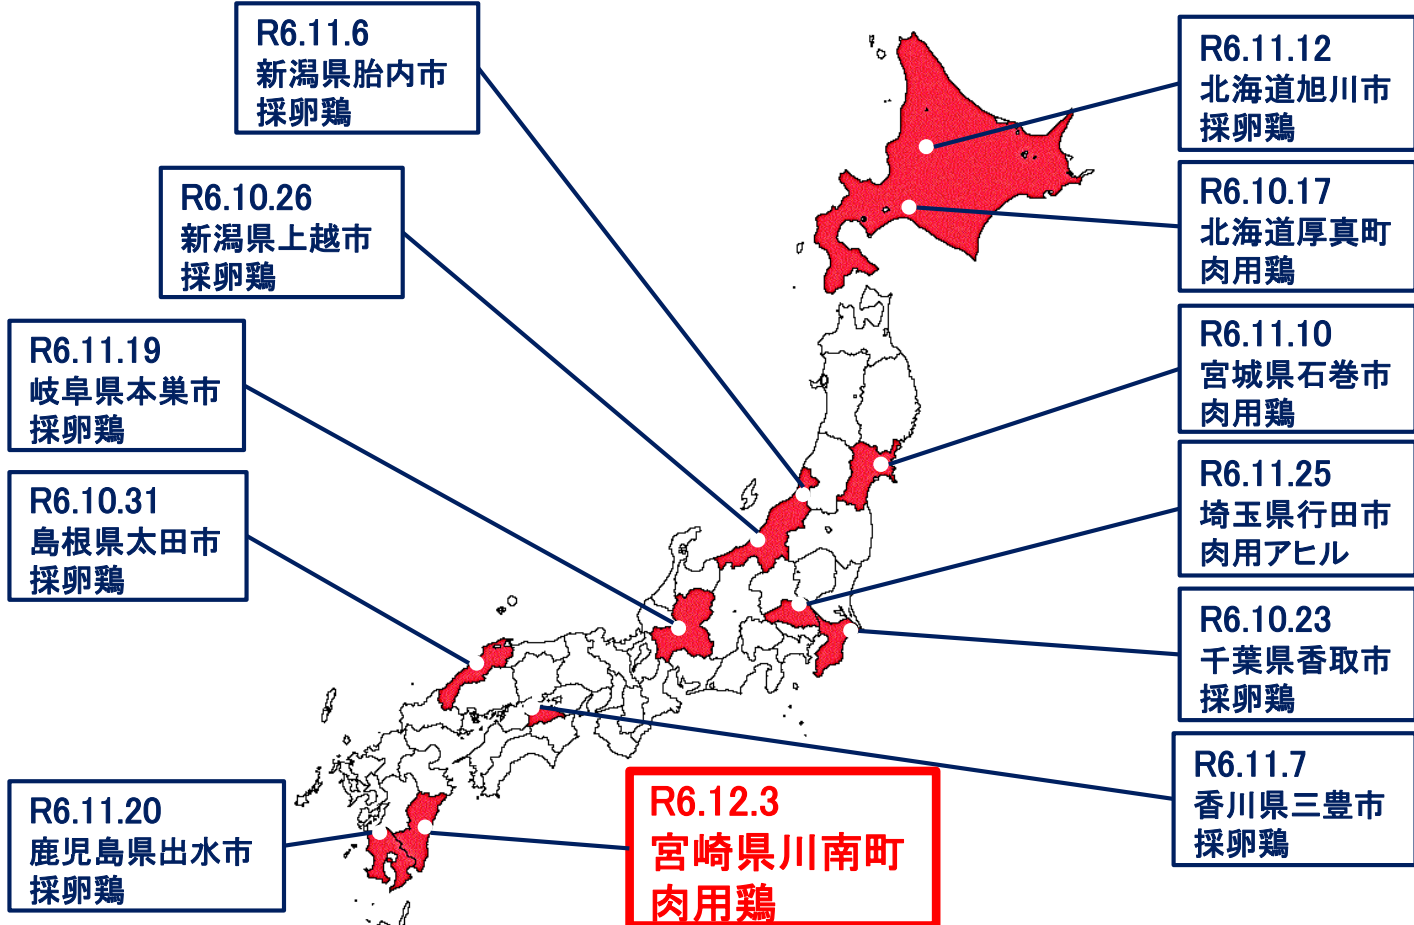 R6.11.6
新潟県胎内市
採卵鶏
R6.10.26
新潟県上越市
採卵鶏
R6.11.19
岐阜県本巣市
採卵鶏
R6.10.31
島根県太田市
採卵鶏
R6.11.20
鹿児島県出水市
採卵鶏
R6.12.3
宮崎県川南町
肉用鶏
R6.11.12
北海道旭川市
採卵鶏
R6.10.17
北海道厚真町
肉用鶏
R6.11.10
宮城県石巻市
肉用鶏
R6.11.25
埼玉県行田市
肉用アヒル
R6.10.23
千葉県香取市
採卵鶏
R6.11.7
香川県三豊市
採卵鶏